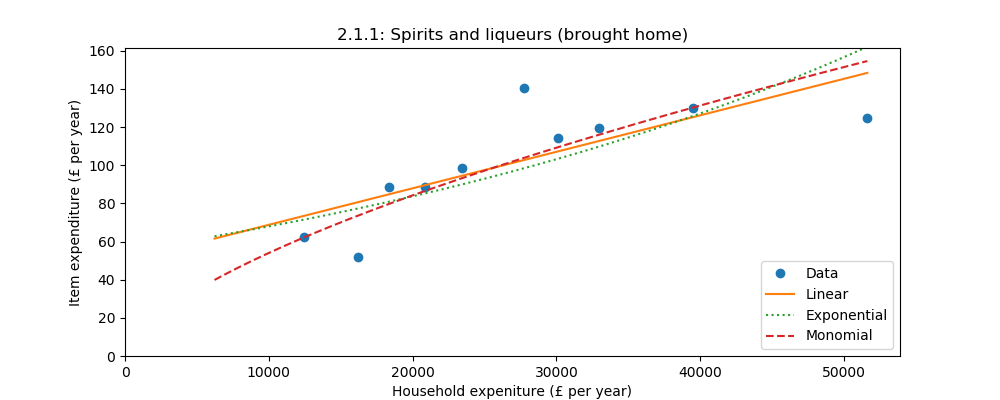 2.1.1: Spirits and liqueurs (brought home)
Item expenditure (£ per year)
160
140
120
100
80
60
40
20
0
0 10000 20000 30000 40000 50000
Household expeniture (£ per year)
Data
Linear
Exponential
Monomial